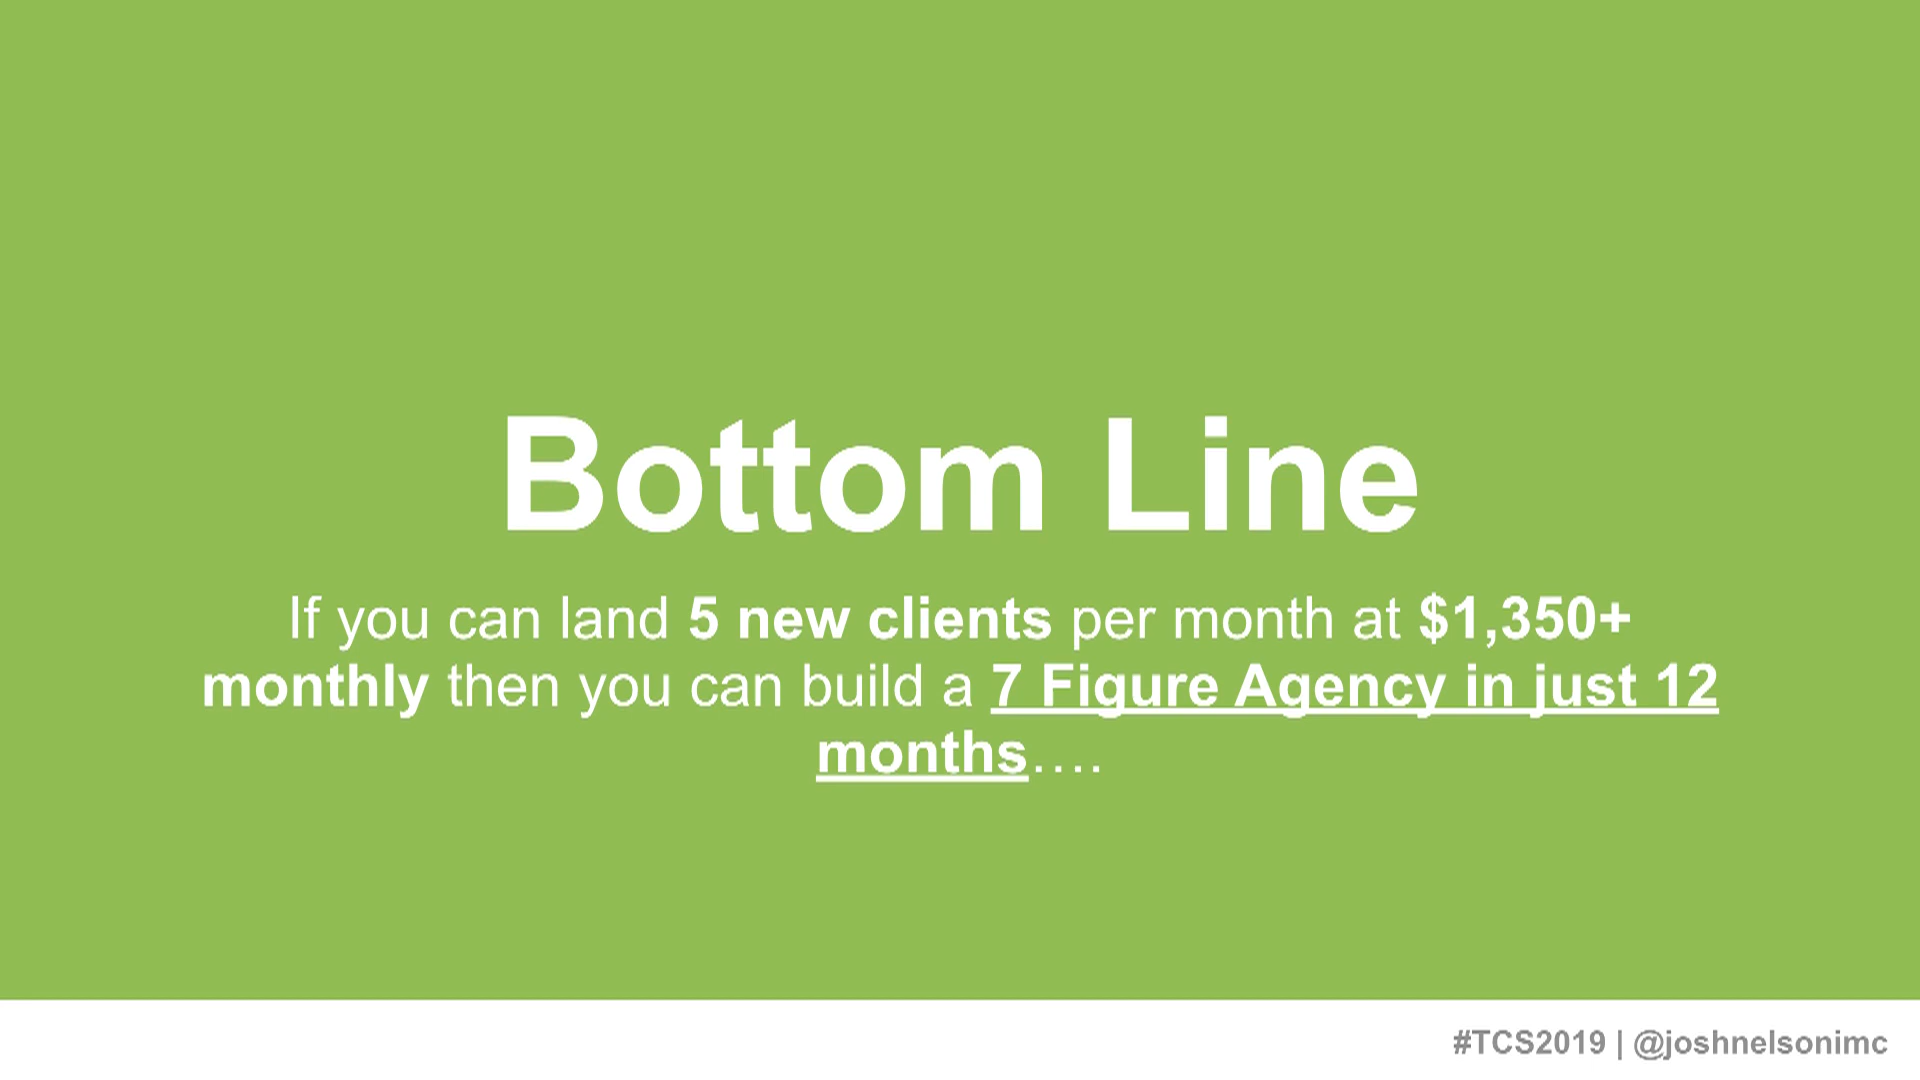 Bottom Line
If you can land 5 new clients per month at $1,350+
monthly then you can build a 7 Figure Agency in just 12
months….
#TCS2019 | @joshnelsonimc